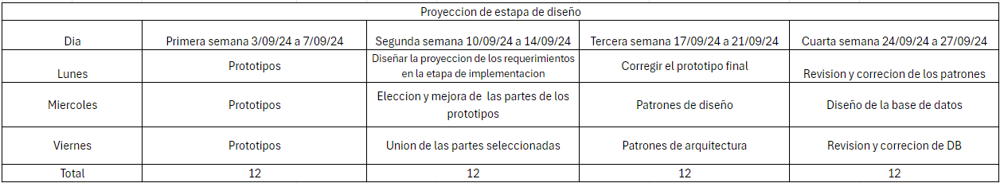 Proyeccion de estapa de diseño
Dia Primera semana 3/09/24 a 7/09/24 Segunda semana 10/09/24 a 14/09/24 Tercera semana 17/09/24 a 21/09/24 Cuarta semana 24/09/24 a 27/09/24
Lunes Prototipos Diseñar la proyeccion de los requerimientos en la etapa de implementacion Corregir el prototipo final Revision y correcion de los patrones
Miercoles Prototipos Eleccion y mejora de las partes de los prototipos Patrones de diseño Diseño de la base de datos
Viernes Prototipos Union de las partes seleccionadas Patrones de arquitectura Revision y correcion de DB
Total 12 12 12 12